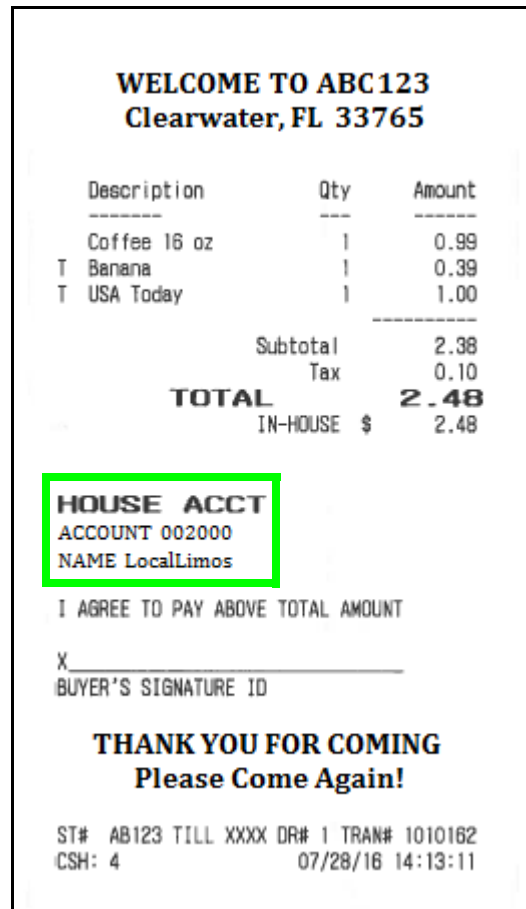 WELCOME TO ABC123
Clearwater, FL 33765
Description Qty Amount
------- --- ------
Coffee 16 oz 1 0.99
T Banana 1 0.39
T USA Today 1 1.00
----------
Subtotal 2.38
Tax 0.10
TOTAL 2.48
IN-HOUSE $ 2.48
HOUSE ACCT
ACCOUNT 002000
NAME LocalLimos
I AGREE TO PAY ABOVE TOTAL AMOUNT
X_________________________________
BUYER'S SIGNATURE ID
THANK YOU FOR COMING
Please Come Again!
ST# AB123 TILL XXXX DR# 1 TRAN# 1010162
CSH: 4 07/28/16 14:13:11